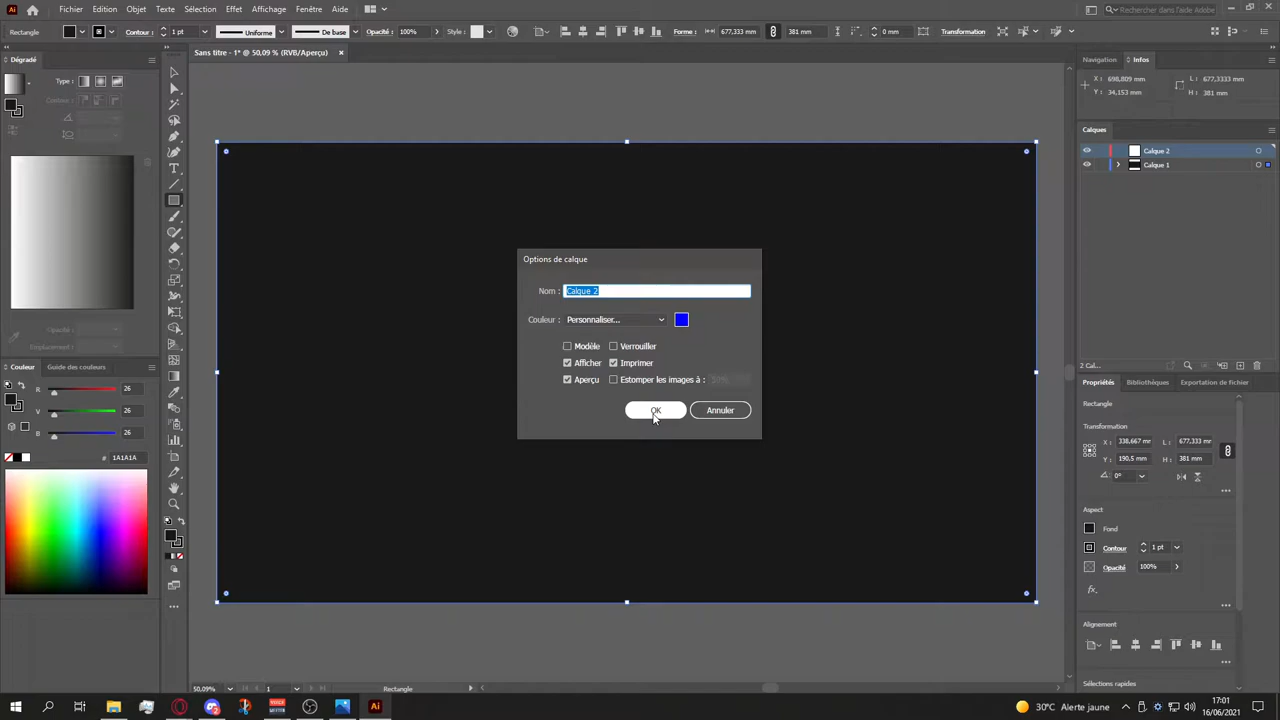 Ai Fichier Edition Objet Texte Sélection Effet Affichage Fenêtre Aide Rechercher dans l'aide Adobe
Rectangle Contour : 1 pt Uniforme De base Opacité : 100% Style : Forme : 677,333 mm 381 mm 0 mm Transformation
Sans titre - 1* @ 50,09 % (RVB/Aperçu) ×
Dégradé
Type :
Contour :
Opacité :
Emplacement :
Couleur Guide des couleurs
R 26
V 26
B 26
# 1A1A1A
Options de calque
Nom : Calque 2
Couleur : Personnaliser...
Modèle Verrouiller
Afficher Imprimer
Aperçu Estomper les images à : 50%
OK Annuler
Navigation Infos
X : 698,809 mm L : 677,3333 mm
Y : 34,153 mm H : 381 mm
Calques
Calque 2
Calque 1
2 Cal...
Propriétés Bibliothèques Exportation de fichier
Rectangle
Transformation
X : 338,667 mm L : 677,333 mm
Y : 190,5 mm H : 381 mm
0°
Aspect
Fond
Contour 1 pt
Opacité 100%
fx.
Alignement
Sélections rapides
50,09% 1 Rectangle
Ai 30°C Alerte jaune 17:01
16/06/2021